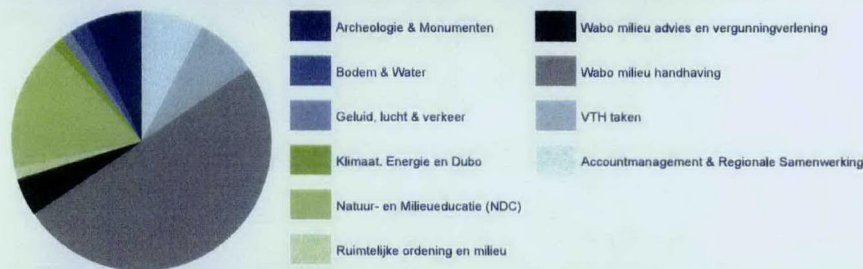 Archeologie & Monumenten
Bodem & Water
Geluid, lucht & verkeer
Klimaat. Energie en Dubo
Natuur- en Milieueducatie (NDC)
Ruimtelijke ordening en milieu
Wabo milieu advies en vergunningverlening
Wabo milieu handhaving
VTH taken
Accountmanagement & Regionale Samenwerking